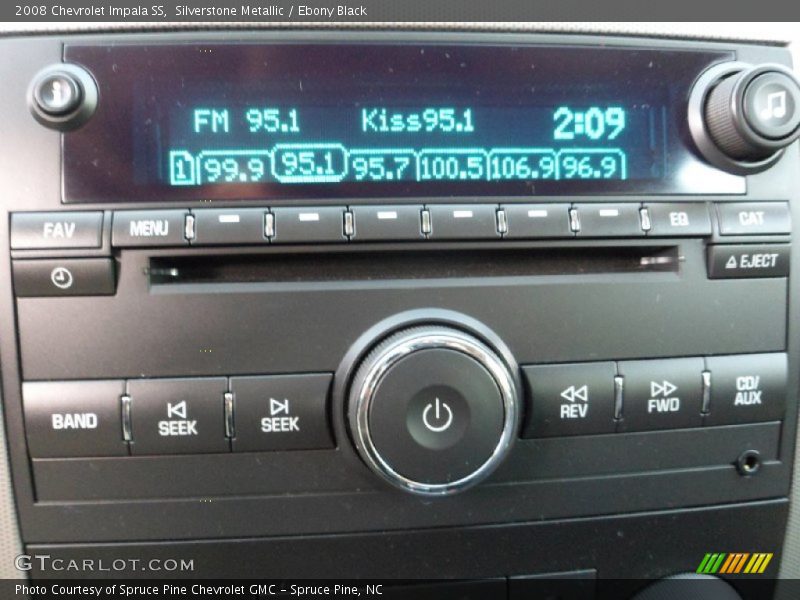 2008 Chevrolet Impala SS,  Silverstone Metallic / Ebony Black
FM 95.1 Kiss95.1 2:09
1 99.9 95.1 95.7 100.5 106.9 96.9
FAV MENU EQ CAT
EJECT
BAND SEEK SEEK REV FWD CD/AUX
GTCARLOT.COM
Photo Courtesy of Spruce Pine Chevrolet GMC – Spruce Pine, NC